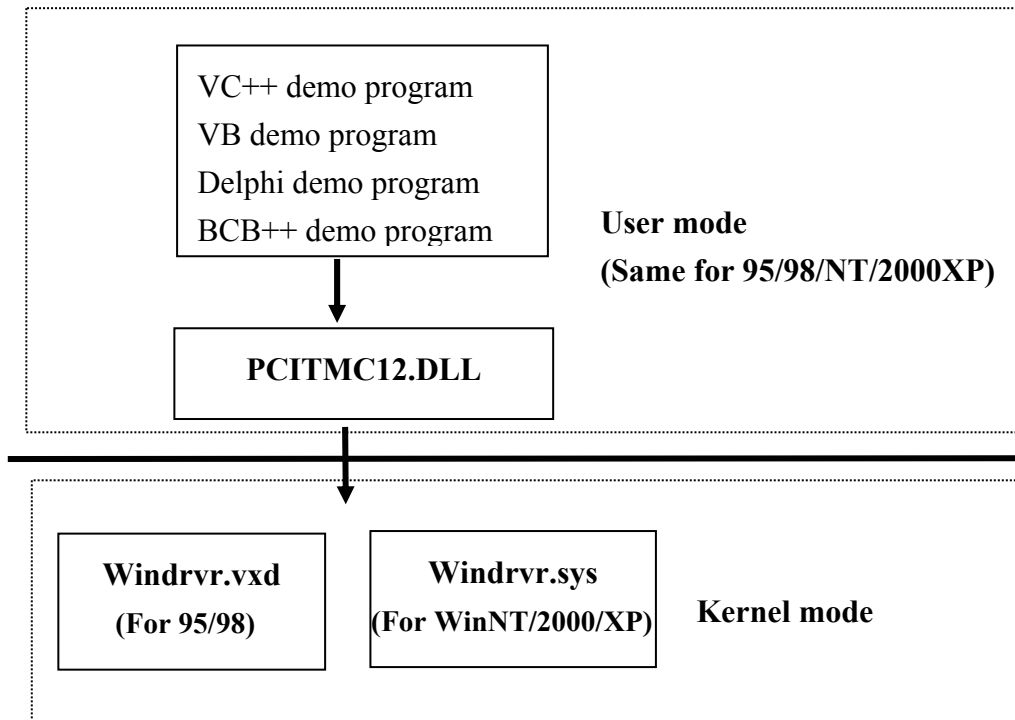 VC++ demo program
VB demo program
Delphi demo program
BCB++ demo program
User mode
(Same for 95/98/NT/2000XP)
PCITMC12.DLL
Windrvr.vxd
(For 95/98)
Windrvr.sys
(For WinNT/2000/XP)
Kernel mode